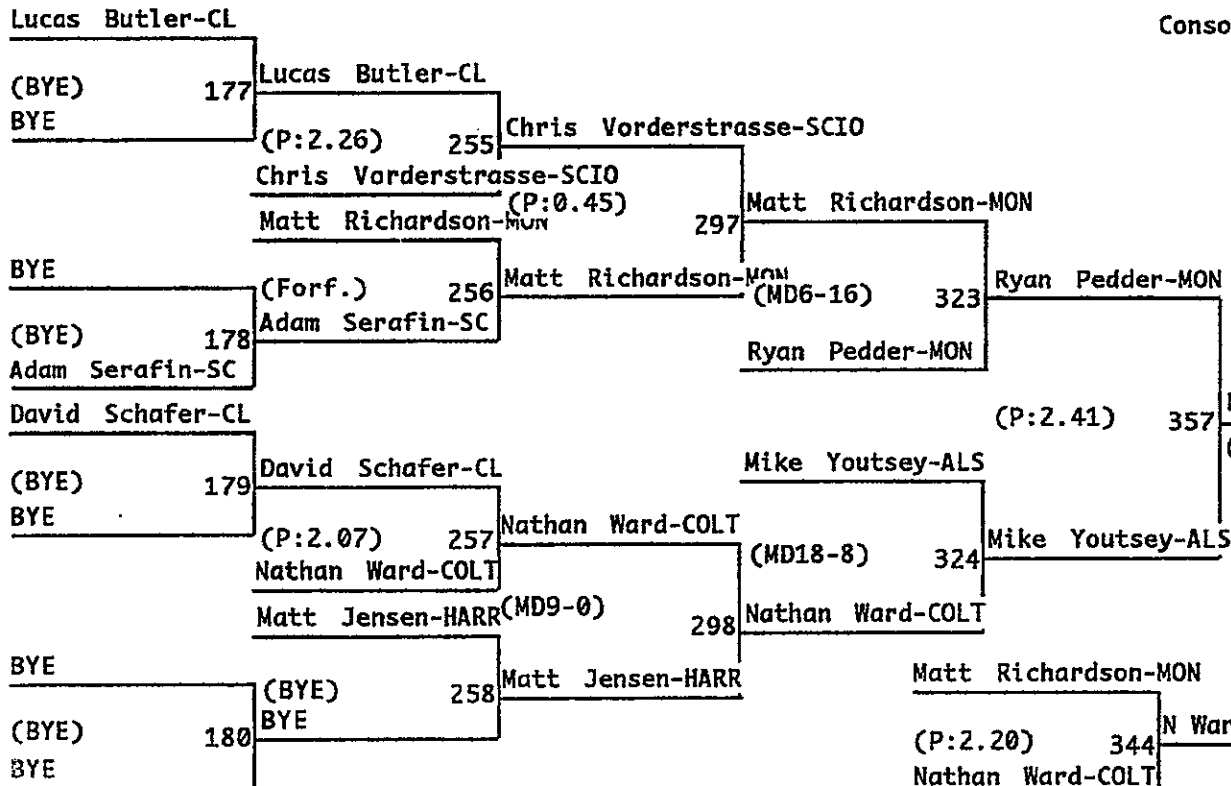 Lucas Butler-CL
Conso
(BYE) 177 Lucas Butler-CL
BYE
(P:2.26) 255 Chris Vorderstrasse-SCIO
Chris Vorderstrasse-SCIO
(P:0.45) 297 Matt Richardson-MON
Matt Richardson-MON
BYE
(Forf.) 256 Matt Richardson-MON
(MD6-16) 323 Ryan Pedder-MON
(BYE) 178 Adam Serafin-SC
Adam Serafin-SC
Ryan Pedder-MON
David Schafer-CL
(P:2.41) 357
(BYE) 179 David Schafer-CL
Mike Youtsey-ALS
BYE
(P:2.07) 257 Nathan Ward-COLT
(MD18-8) 324 Mike Youtsey-ALS
Nathan Ward-COLT
Matt Jensen-HARR (MD9-0) 298 Nathan Ward-COLT
BYE
(BYE) 258 Matt Jensen-HARR
Matt Richardson-MON
(BYE) 180 BYE
BYE
(P:2.20) 344 N War
Nathan Ward-COLT